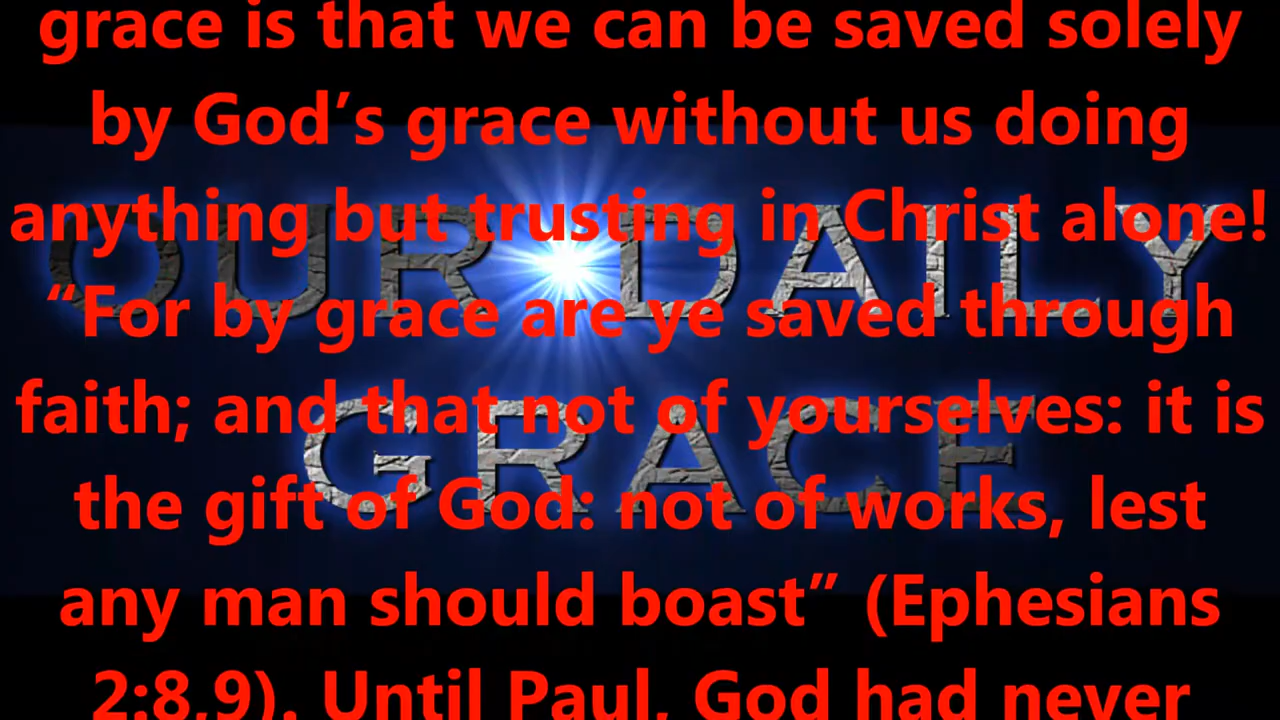 grace is that we can be saved solely
by God’s grace without us doing
anything but trusting in Christ alone!
“For by grace are ye saved through
faith; and that not of yourselves: it is
the gift of God: not of works, lest
any man should boast” (Ephesians
2:8,9). Until Paul, God had never
OUR DAILY
GRACE